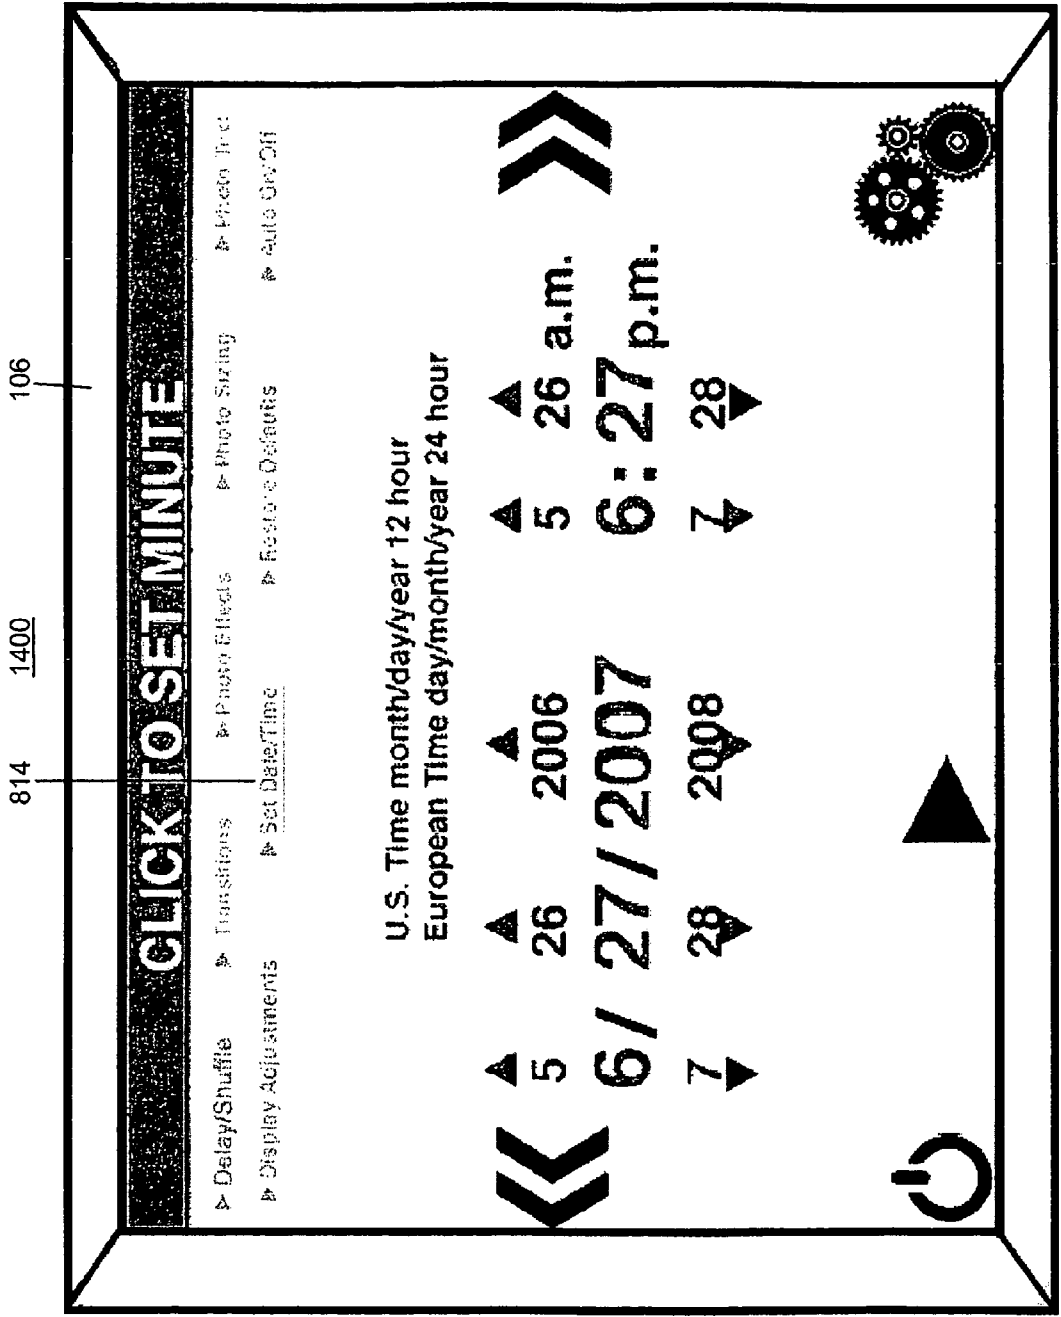 814 1400 106
CLICK TO SET MINUTE
Delay/Shuffle Transitions Photo Effects Photo Sizing Photo Text
Display Adjustments Set Date/Time Restore Defaults Auto On/Off
U.S. Time month/day/year 12 hour
European Time day/month/year 24 hour
5 26 2006 5 26 a.m.
6/ 27/2007 6:27 p.m.
7 28 2008 7 28